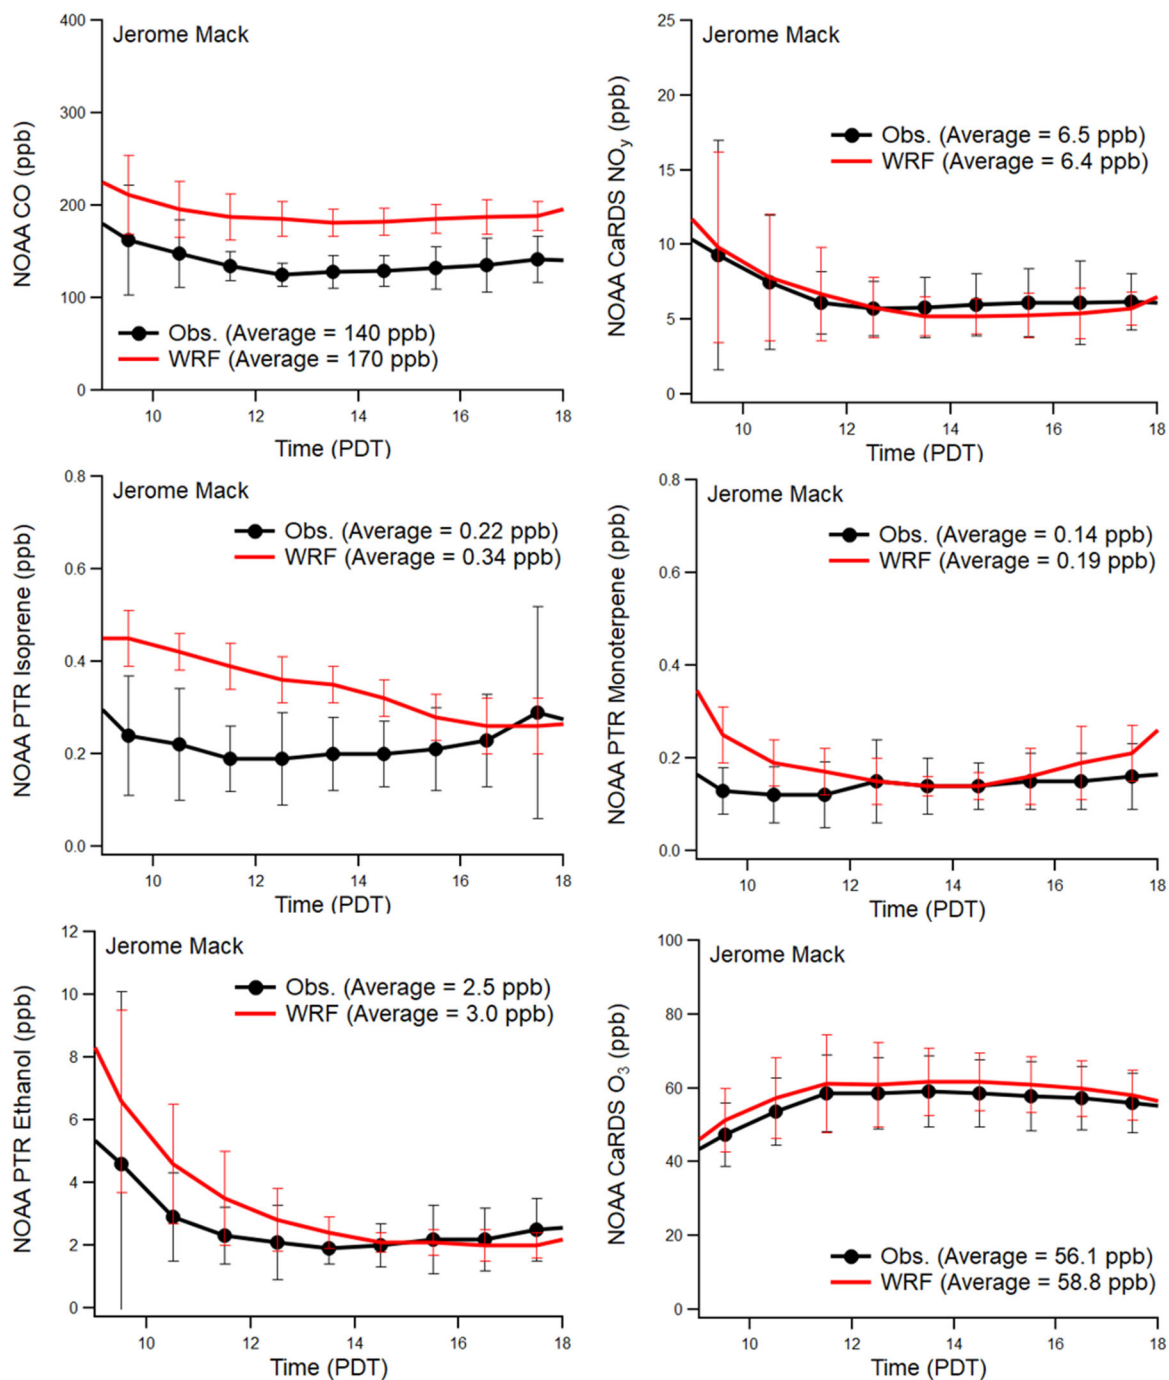 400
300
200
100
0
NOAA CO (ppb)
Jerome Mack
Obs. (Average = 140 ppb)
WRF (Average = 170 ppb)
10 12 14 16 18
Time (PDT)
25
20
15
10
5
0
NOAA CaRDS NOy (ppb)
Jerome Mack
Obs. (Average = 6.5 ppb)
WRF (Average = 6.4 ppb)
10 12 14 16 18
Time (PDT)
0.8
0.6
0.4
0.2
0.0
NOAA PTR Isoprene (ppb)
Jerome Mack
Obs. (Average = 0.22 ppb)
WRF (Average = 0.34 ppb)
10 12 14 16 18
Time (PDT)
0.8
0.6
0.4
0.2
0.0
NOAA PTR Monoterpene (ppb)
Jerome Mack
Obs. (Average = 0.14 ppb)
WRF (Average = 0.19 ppb)
10 12 14 16 18
Time (PDT)
12
10
8
6
4
2
0
NOAA PTR Ethanol (ppb)
Jerome Mack
Obs. (Average = 2.5 ppb)
WRF (Average = 3.0 ppb)
10 12 14 16 18
Time (PDT)
100
80
60
40
20
0
NOAA CaRDS O3 (ppb)
Jerome Mack
Obs. (Average = 56.1 ppb)
WRF (Average = 58.8 ppb)
10 12 14 16 18
Time (PDT)